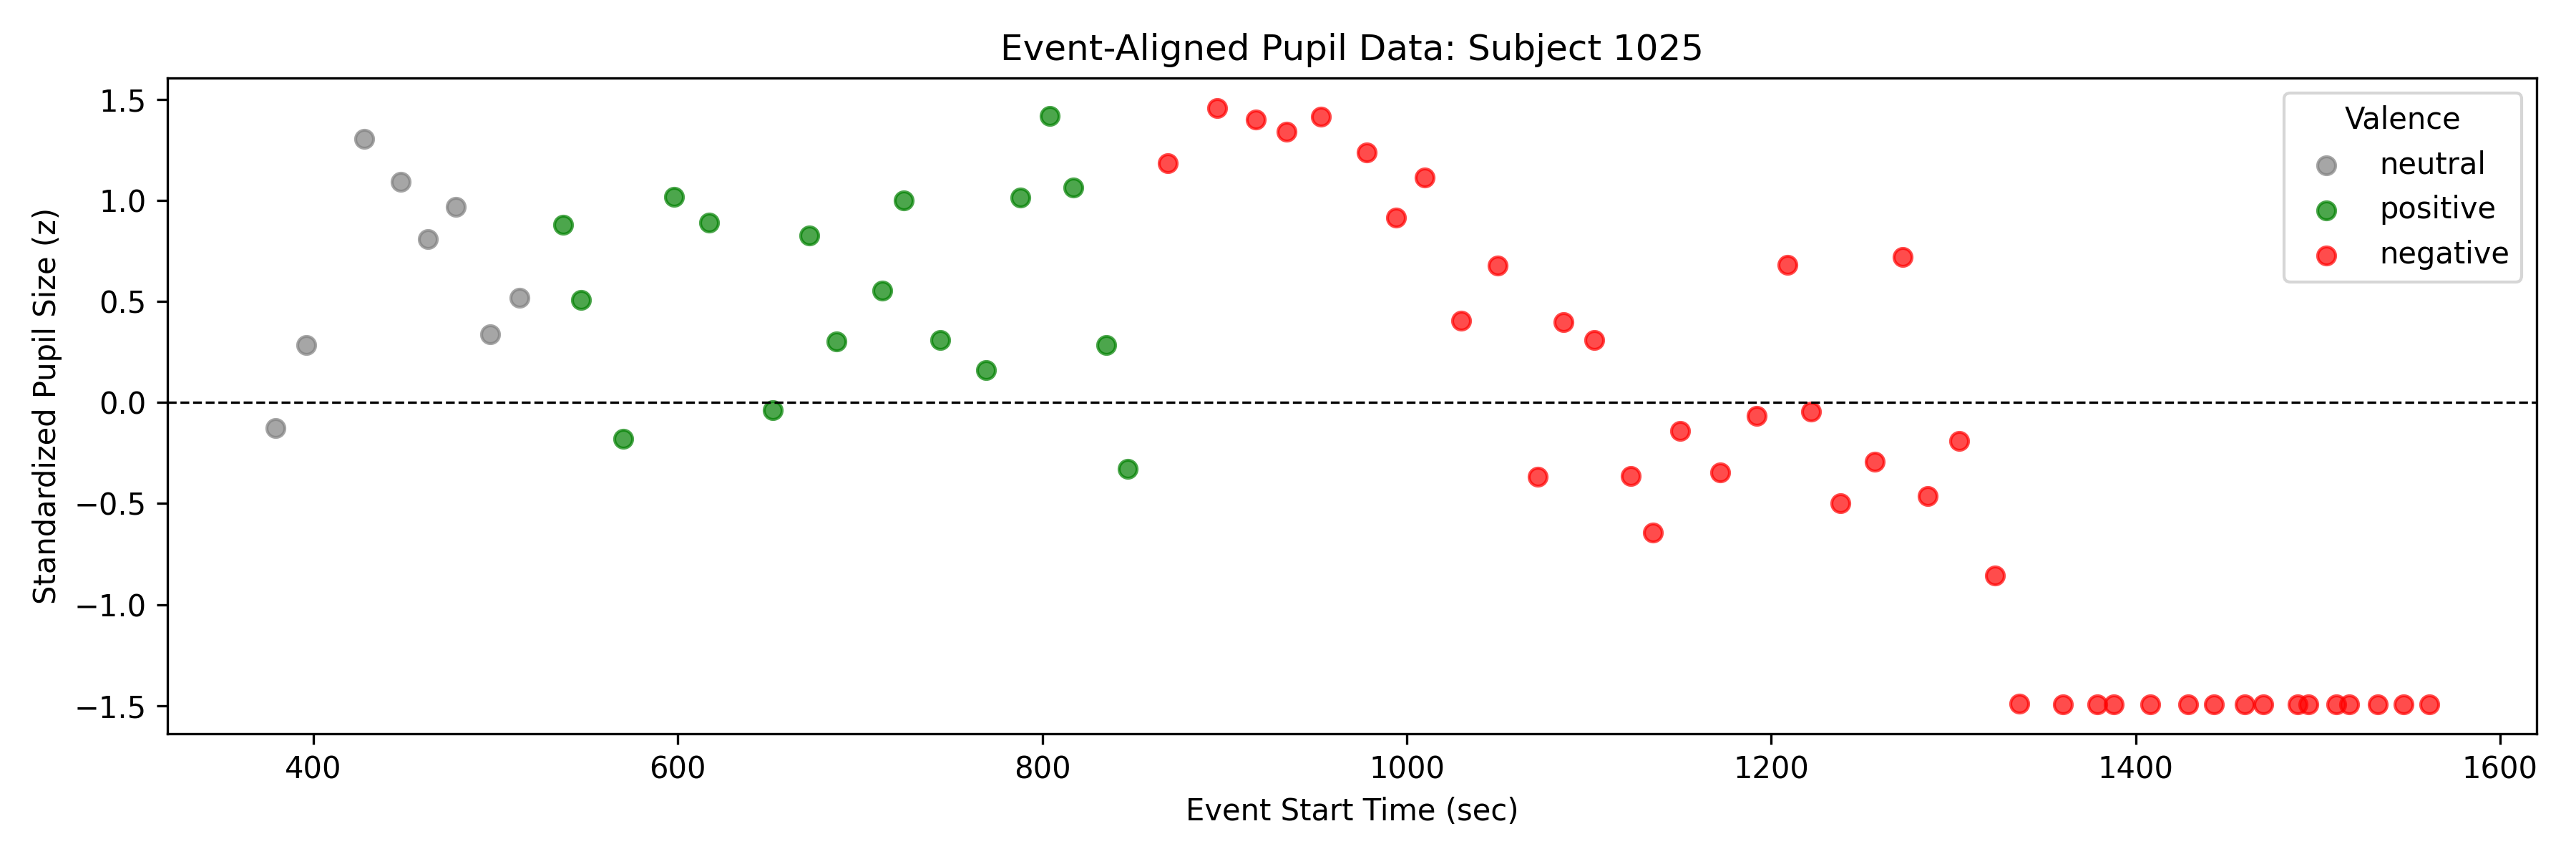 Event-Aligned Pupil Data: Subject 1025
Standardized Pupil Size (z)
1.5
1.0
0.5
0.0
−0.5
−1.0
−1.5
Valence
neutral
positive
negative
400 600 800 1000 1200 1400 1600
Event Start Time (sec)